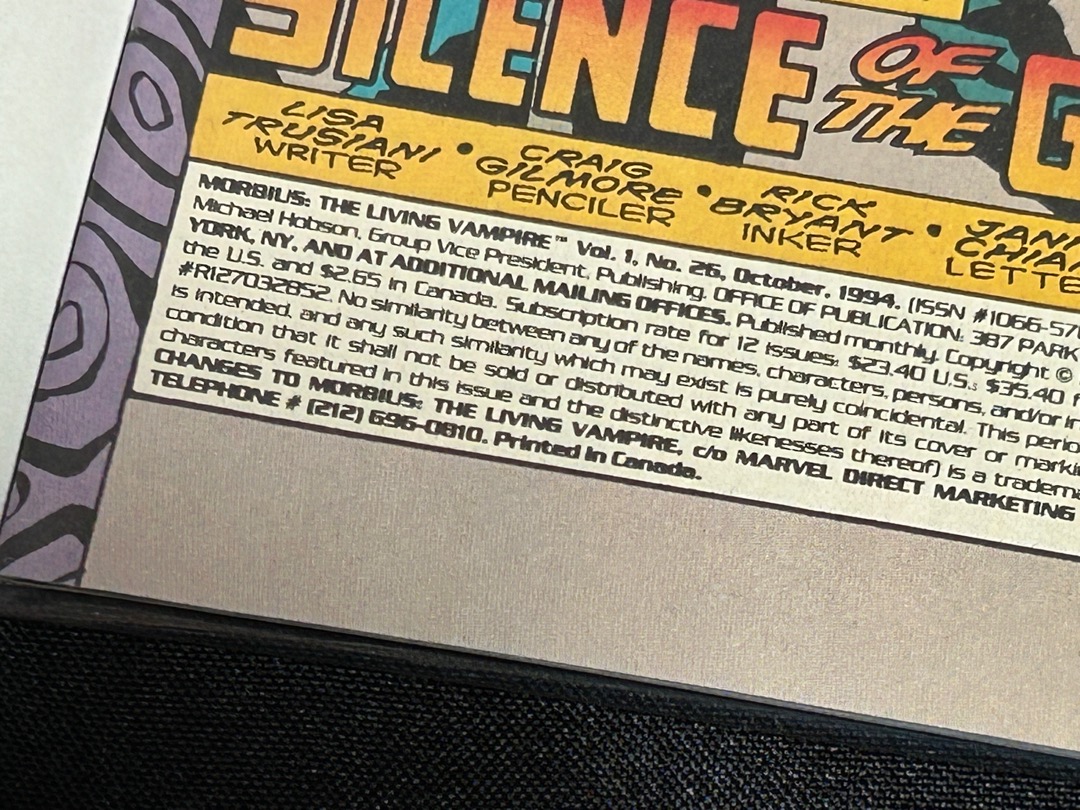 SILENCE OF THE G
LISA TRUSIANI WRITER • CRAIG GILMORE PENCILER • RICK BRYANT INKER • JANI CHIAN LETTE
MORBIUS: THE LIVING VAMPIRE™ Vol. 1, No. 26, October, 1994. (ISSN #1066-57
Michael Hobson, Group Vice President, Publishing. OFFICE OF PUBLICATION: 387 PARK
YORK, NY. AND AT ADDITIONAL MAILING OFFICES. Published monthly. Copyright ©
the U.S. and $2.65 in Canada. Subscription rate for 12 issues: $23.40 U.S.; $35.40 f
#R127032852. No similarity between any of the names, characters, persons, and/or in
is intended, and any such similarity which may exist is purely coincidental. This perio
condition that it shall not be sold or distributed with any part of its cover or marki
characters featured in this issue and the distinctive likenesses thereof) is a tradema
CHANGES TO MORBIUS: THE LIVING VAMPIRE, c/o MARVEL DIRECT MARKETING
TELEPHONE # (212) 696-0810. Printed in Canada.